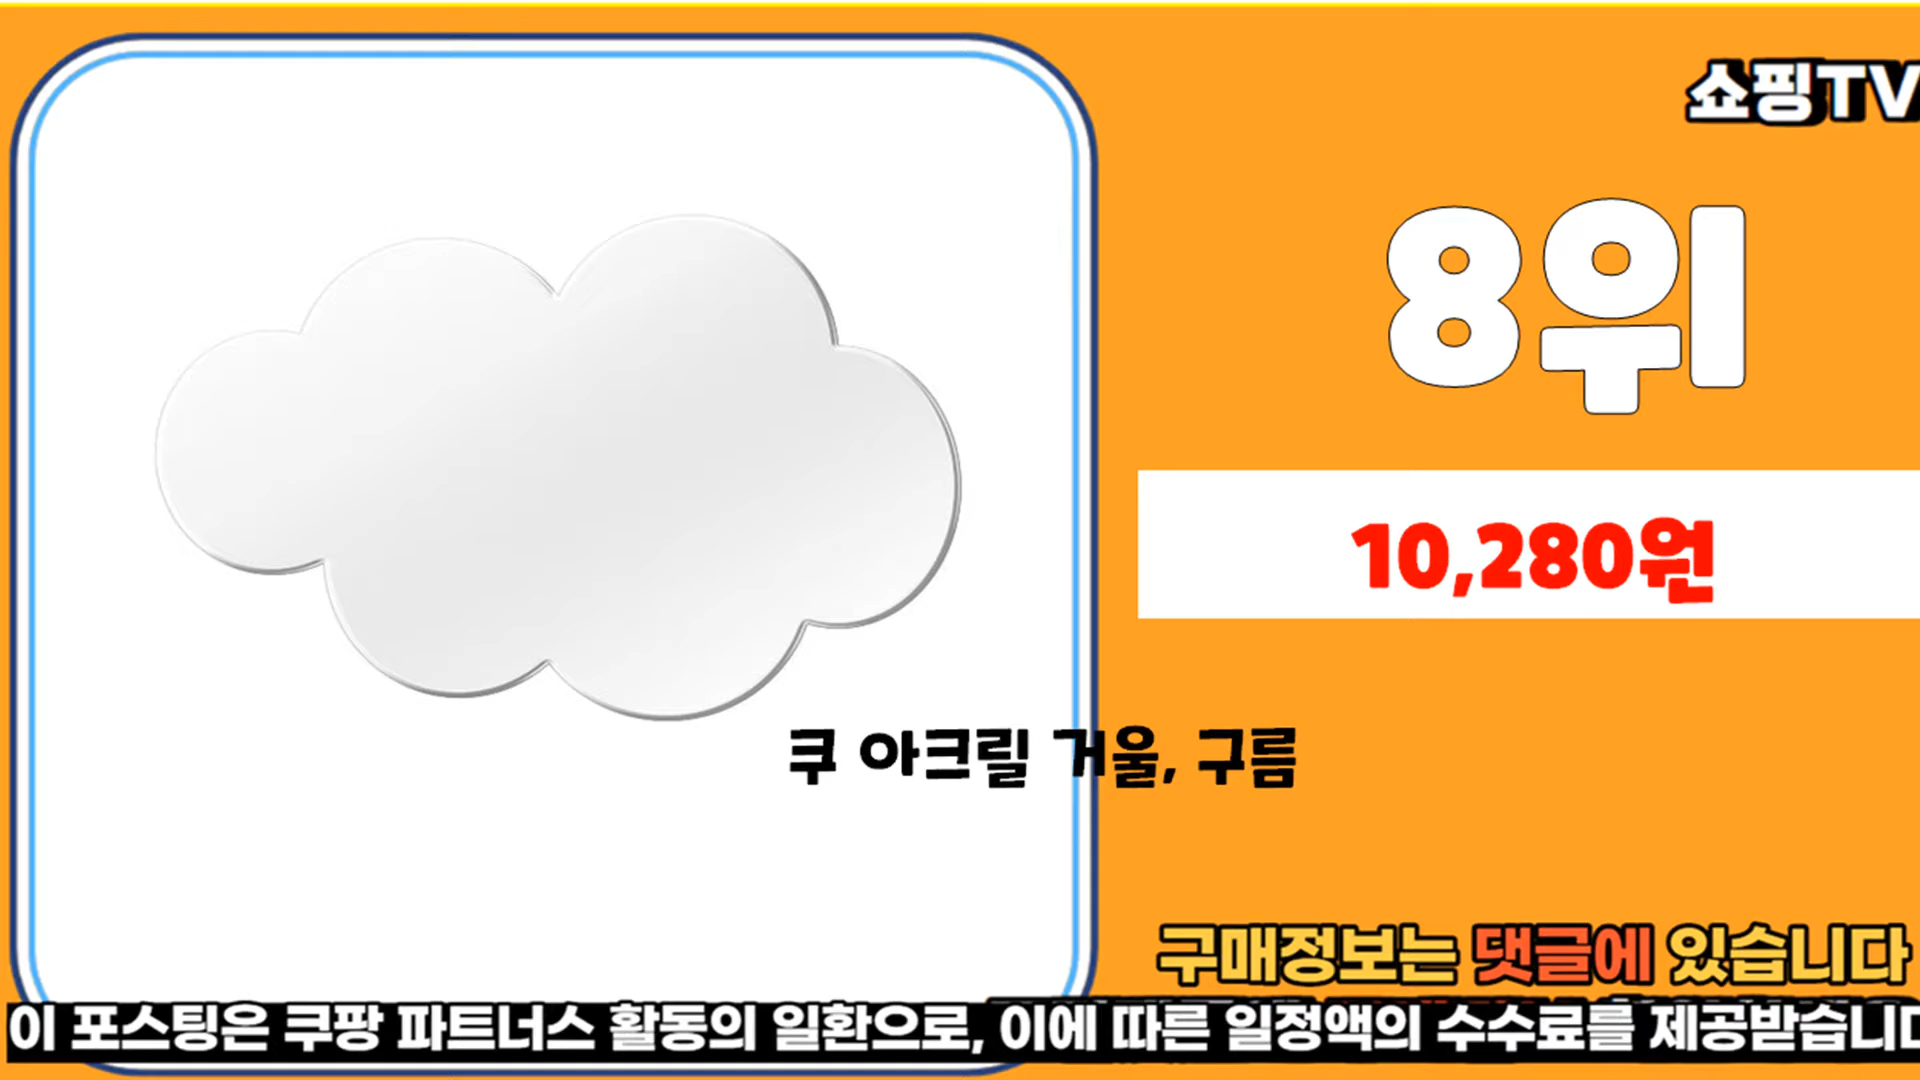 쇼핑TV
8위
10,280원
쿠 아크릴 거울, 구름
구매정보는 댓글에 있습니다
이 포스팅은 쿠팡 파트너스 활동의 일환으로, 이에 따른 일정액의 수수료를 제공받습니다